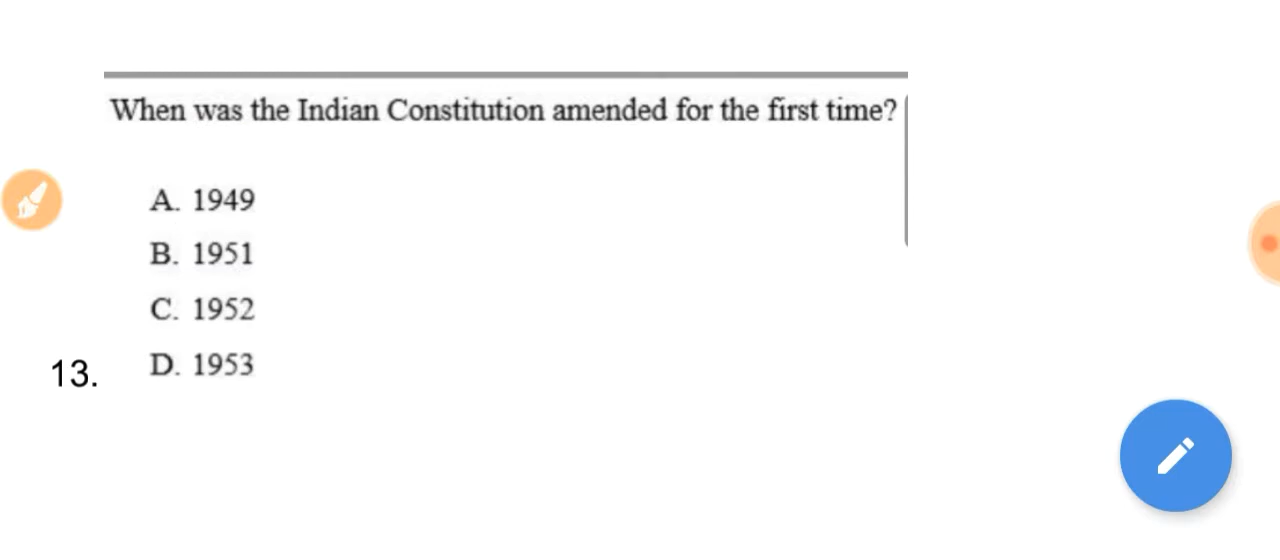 When was the Indian Constitution amended for the first time?
A. 1949
B. 1951
C. 1952
D. 1953
13.